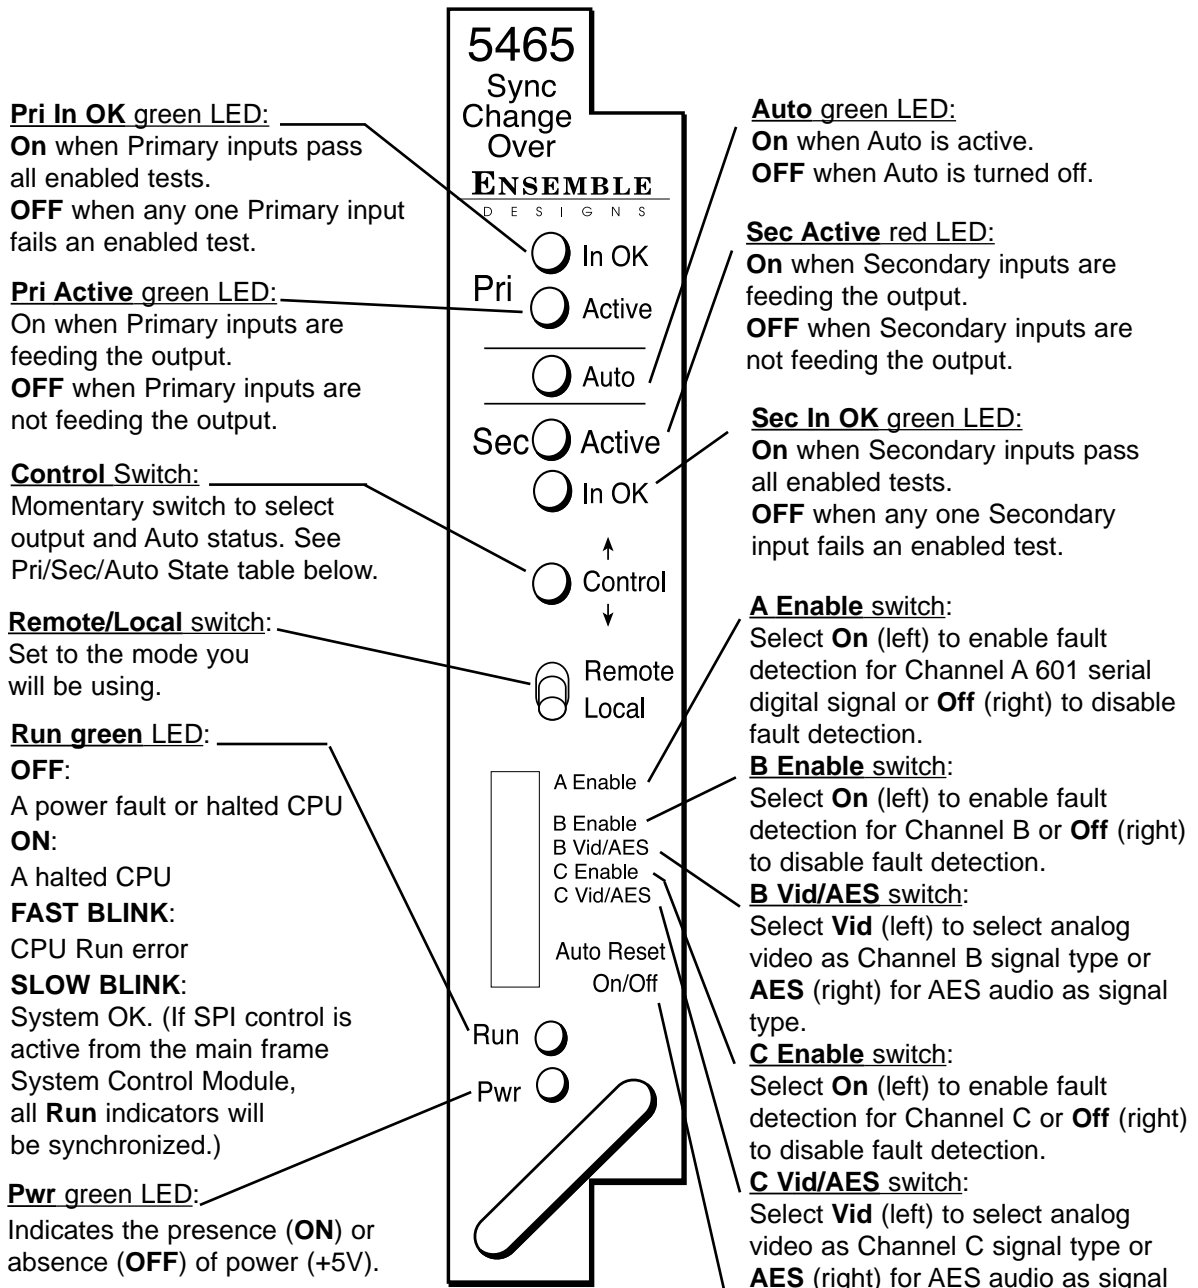 5465
Sync
Change
Over
ENSEMBLE
DESIGNS
In OK
Pri
Active
Auto
Sec
Active
In OK
Control
Remote
Local
A Enable
B Enable
B Vid/AES
C Enable
C Vid/AES
Auto Reset
On/Off
Run
Pwr
Pri In OK green LED:
On when Primary inputs pass
all enabled tests.
OFF when any one Primary input
fails an enabled test.
Pri Active green LED:
On when Primary inputs are
feeding the output.
OFF when Primary inputs are
not feeding the output.
Control Switch:
Momentary switch to select
output and Auto status. See
Pri/Sec/Auto State table below.
Remote/Local switch:
Set to the mode you
will be using.
Run green LED:
OFF:
A power fault or halted CPU
ON:
A halted CPU
FAST BLINK:
CPU Run error
SLOW BLINK:
System OK. (If SPI control is
active from the main frame
System Control Module,
all Run indicators will
be synchronized.)
Pwr green LED:
Indicates the presence (ON) or
absence (OFF) of power (+5V).
Auto green LED:
On when Auto is active.
OFF when Auto is turned off.
Sec Active red LED:
On when Secondary inputs are
feeding the output.
OFF when Secondary inputs are
not feeding the output.
Sec In OK green LED:
On when Secondary inputs pass
all enabled tests.
OFF when any one Secondary
input fails an enabled test.
A Enable switch:
Select On (left) to enable fault
detection for Channel A 601 serial
digital signal or Off (right) to disable
fault detection.
B Enable switch:
Select On (left) to enable fault
detection for Channel B or Off (right)
to disable fault detection.
B Vid/AES switch:
Select Vid (left) to select analog
video as Channel B signal type or
AES (right) for AES audio as signal
type.
C Enable switch:
Select On (left) to enable fault
detection for Channel C or Off (right)
to disable fault detection.
C Vid/AES switch:
Select Vid (left) to select analog
video as Channel C signal type or
AES (right) for AES audio as signal